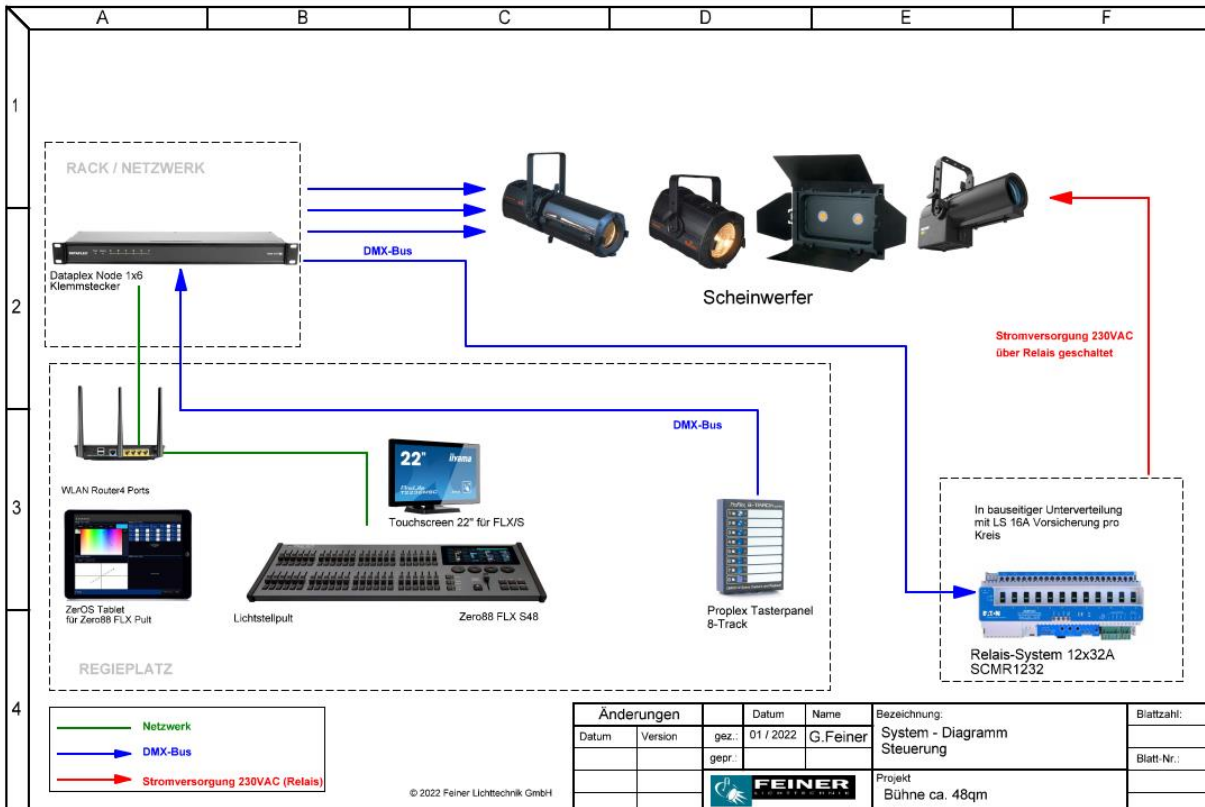 A B C D E F
1
2
3
4
RACK / NETZWERK
Dataplex Node 1x6
Klemmstecker
DMX-Bus
Scheinwerfer
Stromversorgung 230VAC
über Relais geschaltet
DMX-Bus
22" iiyama
WLAN Router4 Ports
Touchscreen 22" für FLX/S
ZerOS Tablet
für Zero88 FLX Pult
Lichtstellpult
Zero88 FLX S48
Proplex Tasterpanel
8-Track
In bauseitiger Unterverteilung
mit LS 16A Vorsicherung pro
Kreis
Relais-System 12x32A
SCMR1232
REGIEPLATZ
Netzwerk
DMX-Bus
Stromversorgung 230VAC (Relais)
© 2022 Feiner Lichttechnik GmbH
Änderungen
Datum Version
Datum Name
gez.: 01 / 2022 G.Feiner
gepr.:
FEINER
LICHTTECHNIK
Bezeichnung:
System - Diagramm
Steuerung
Projekt
Bühne ca. 48qm
Blattzahl:
Blatt-Nr.: